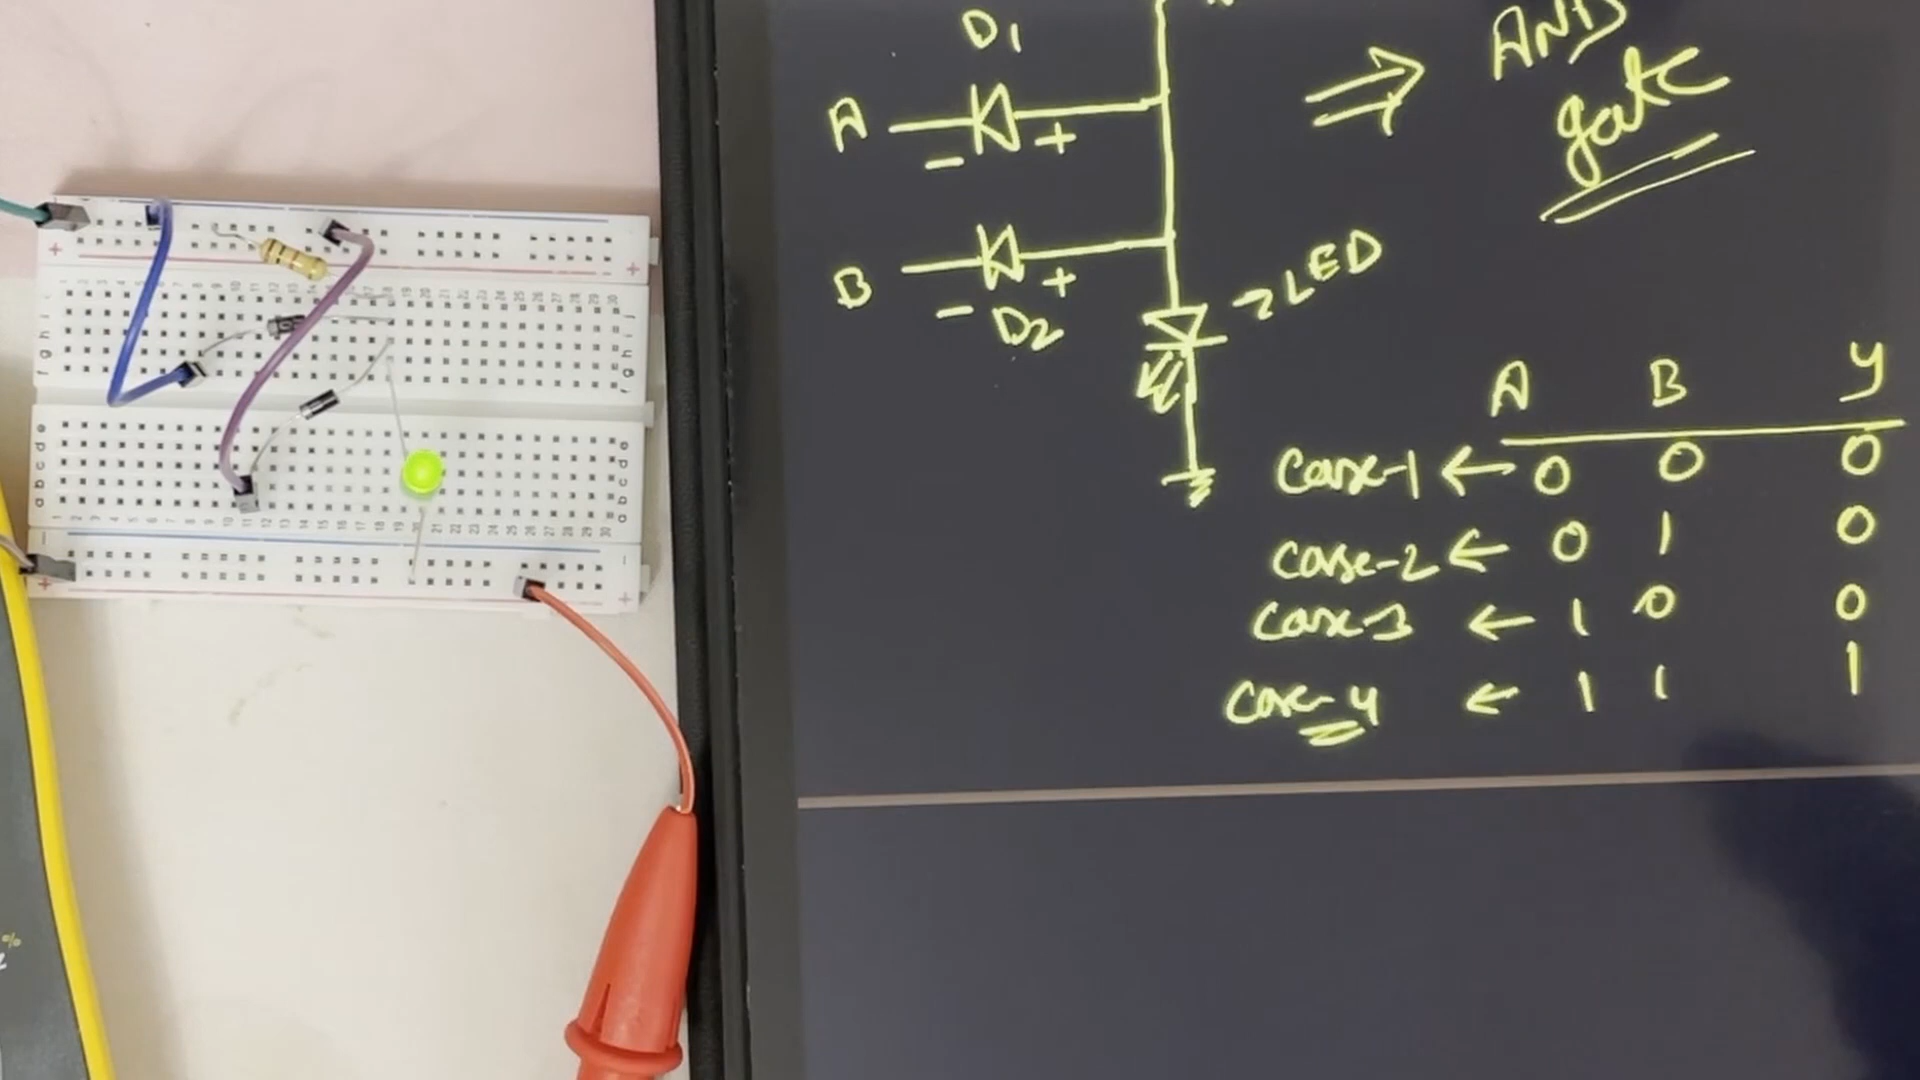 D1
A
- +
AND
gate
B
- +
D2
LED
A B Y
Case-1 ← 0 0 0
Case-2 ← 0 1 0
Case-3 ← 1 0 0
Case-4 ← 1 1 1
%